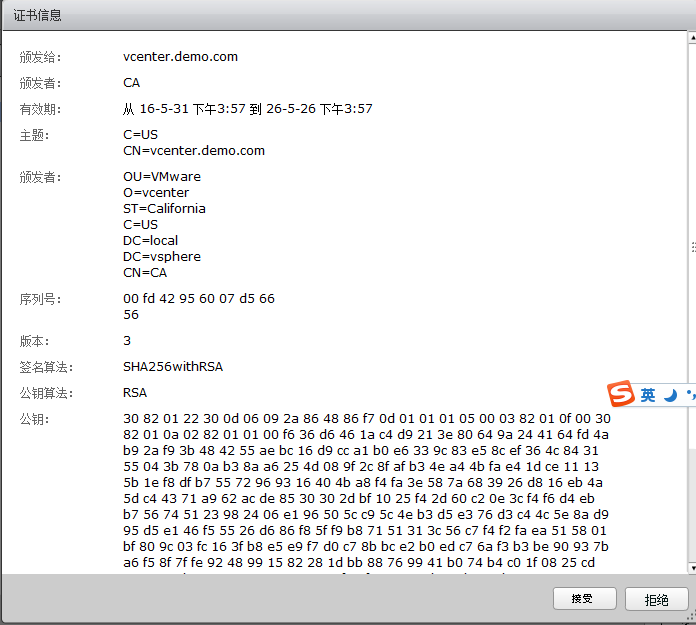 证书信息
颁发给: vcenter.demo.com
颁发者: CA
有效期: 从 16-5-31 下午3:57 到 26-5-26 下午3:57
主题: C=US
CN=vcenter.demo.com
颁发者: OU=VMware
O=vcenter
ST=California
C=US
DC=local
DC=vsphere
CN=CA
序列号: 00 fd 42 95 60 07 d5 66
56
版本: 3
签名算法: SHA256withRSA
公钥算法: RSA
公钥: 30 82 01 22 30 0d 06 09 2a 86 48 86 f7 0d 01 01 01 05 00 03 82 01 0f 00 30
82 01 0a 02 82 01 01 00 f6 36 d6 46 1a c4 d9 21 3e 80 64 9a 24 41 64 fd 4a
b9 2a f9 3b 48 42 55 ae bc 16 d9 cc a1 b0 e6 33 9c 83 e5 8c ef 36 4c 84 31
55 04 3b 78 0a b3 8a a6 25 4d 08 9f 2c 8f af b3 4e a4 4b fa e4 1d ce 11 13
5b 1e f8 df b7 55 72 96 93 16 40 4b a8 f4 fa 3e 58 7a 68 39 26 d8 16 eb 4a
5d c4 43 71 a9 62 ac de 85 30 30 2d bf 10 25 f4 2d 60 c2 0e 3c f4 f6 d4 eb
b7 56 74 51 23 98 24 06 e1 96 50 5c c9 5c 4e b3 d5 e3 76 d3 c4 4c 5e 8a d9
95 d5 e1 46 f5 55 26 d6 86 f8 5f f9 b8 71 51 31 3c 56 c7 f4 f2 fa ea 51 58 01
bf 80 9c 03 fc 16 3f b8 e5 e9 f7 d0 c7 8b bc e2 b0 ed c7 6a f3 b3 be 90 93 7b
a6 f5 8f 7f fe 92 48 99 15 82 28 1d bb 88 76 99 41 b0 74 b4 c0 1f 08 25 cd
英
接受 拒绝